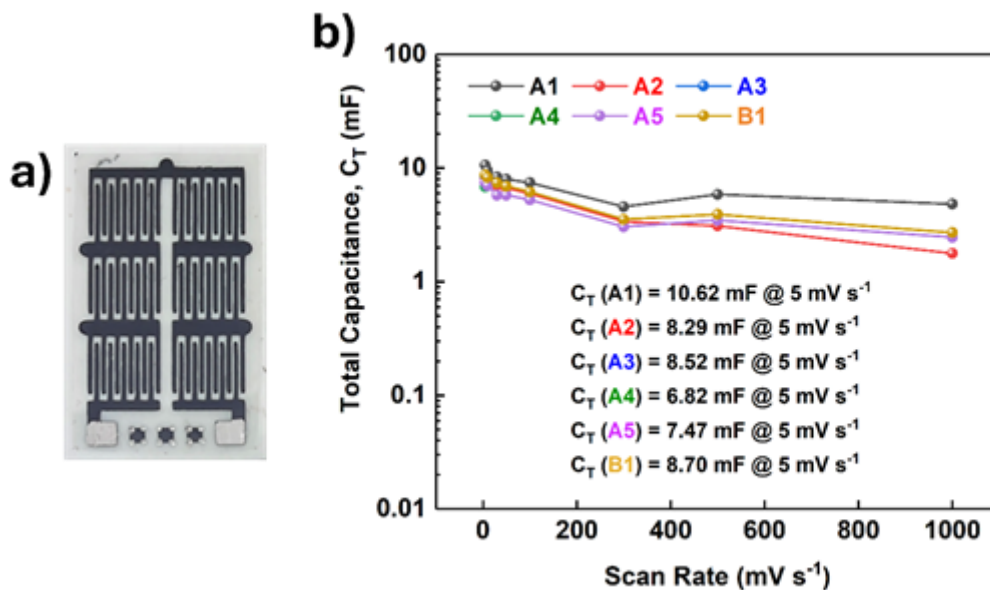 a)
b)
Total Capacitance, C_T (mF)
100
10
1
0.1
0.01
A1 A2 A3
A4 A5 B1
C_T (A1) = 10.62 mF @ 5 mV s⁻¹
C_T (A2) = 8.29 mF @ 5 mV s⁻¹
C_T (A3) = 8.52 mF @ 5 mV s⁻¹
C_T (A4) = 6.82 mF @ 5 mV s⁻¹
C_T (A5) = 7.47 mF @ 5 mV s⁻¹
C_T (B1) = 8.70 mF @ 5 mV s⁻¹
0 200 400 600 800 1000
Scan Rate (mV s⁻¹)